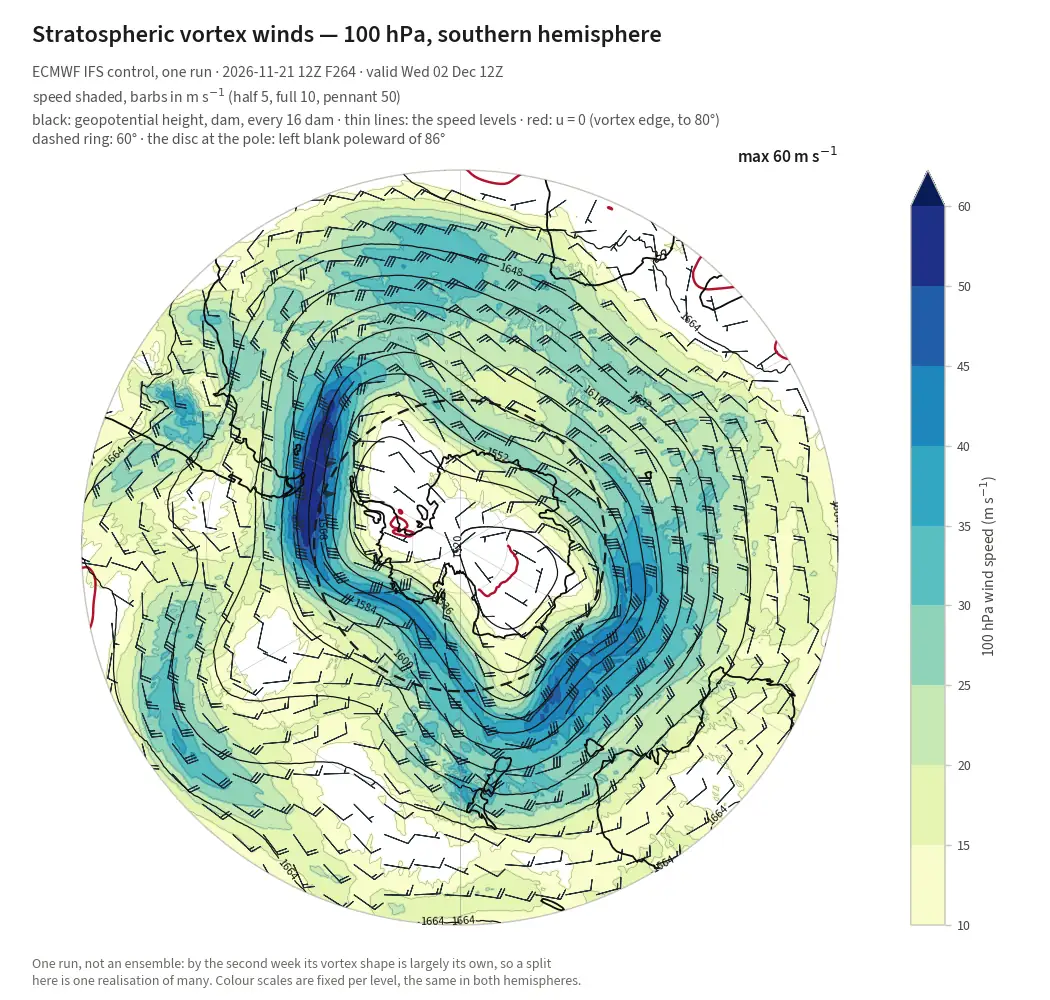 Stratospheric vortex winds — 100 hPa, southern hemisphere
ECMWF IFS control, one run · 2026-11-21 12Z F264 · valid Wed 02 Dec 12Z
speed shaded, barbs in m s⁻¹ (half 5, full 10, pennant 50)
black: geopotential height, dam, every 16 dam · thin lines: the speed levels · red: u = 0 (vortex edge, to 80°)
dashed ring: 60° · the disc at the pole: left blank poleward of 86°
max 60 m s⁻¹
60
50
45
40
35
30
25
20
15
10
100 hPa wind speed (m s⁻¹)
1648
1664
1664
1552
1520
1584
1600
1664
1664
1664
1664
1664
One run, not an ensemble: by the second week its vortex shape is largely its own, so a split
here is one realisation of many. Colour scales are fixed per level, the same in both hemispheres.